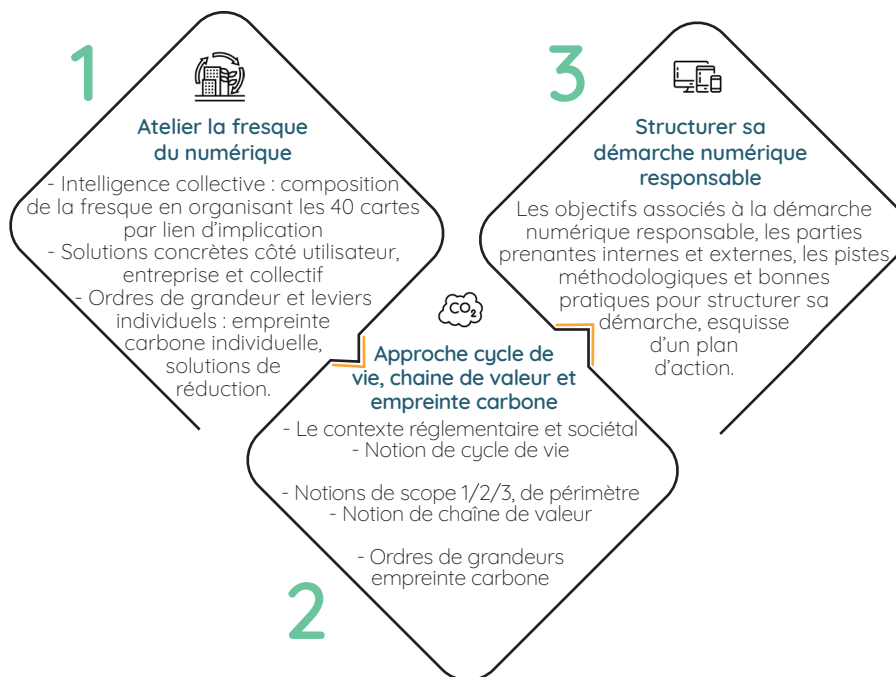 1
Atelier la fresque
du numérique
- Intelligence collective : composition
de la fresque en organisant les 40 cartes
par lien d'implication
- Solutions concrètes côté utilisateur,
entreprise et collectif
- Ordres de grandeur et leviers
individuels : empreinte
carbone individuelle,
solutions de
réduction.
2
CO2
Approche cycle de
vie, chaine de valeur et
empreinte carbone
- Le contexte réglementaire et sociétal
- Notion de cycle de vie
- Notions de scope 1/2/3, de périmètre
- Notion de chaîne de valeur
- Ordres de grandeurs
empreinte carbone
3
Structurer sa
démarche numérique
responsable
Les objectifs associés à la démarche
numérique responsable, les parties
prenantes internes et externes, les pistes
méthodologiques et bonnes
pratiques pour structurer sa
démarche, esquisse
d'un plan
d'action.